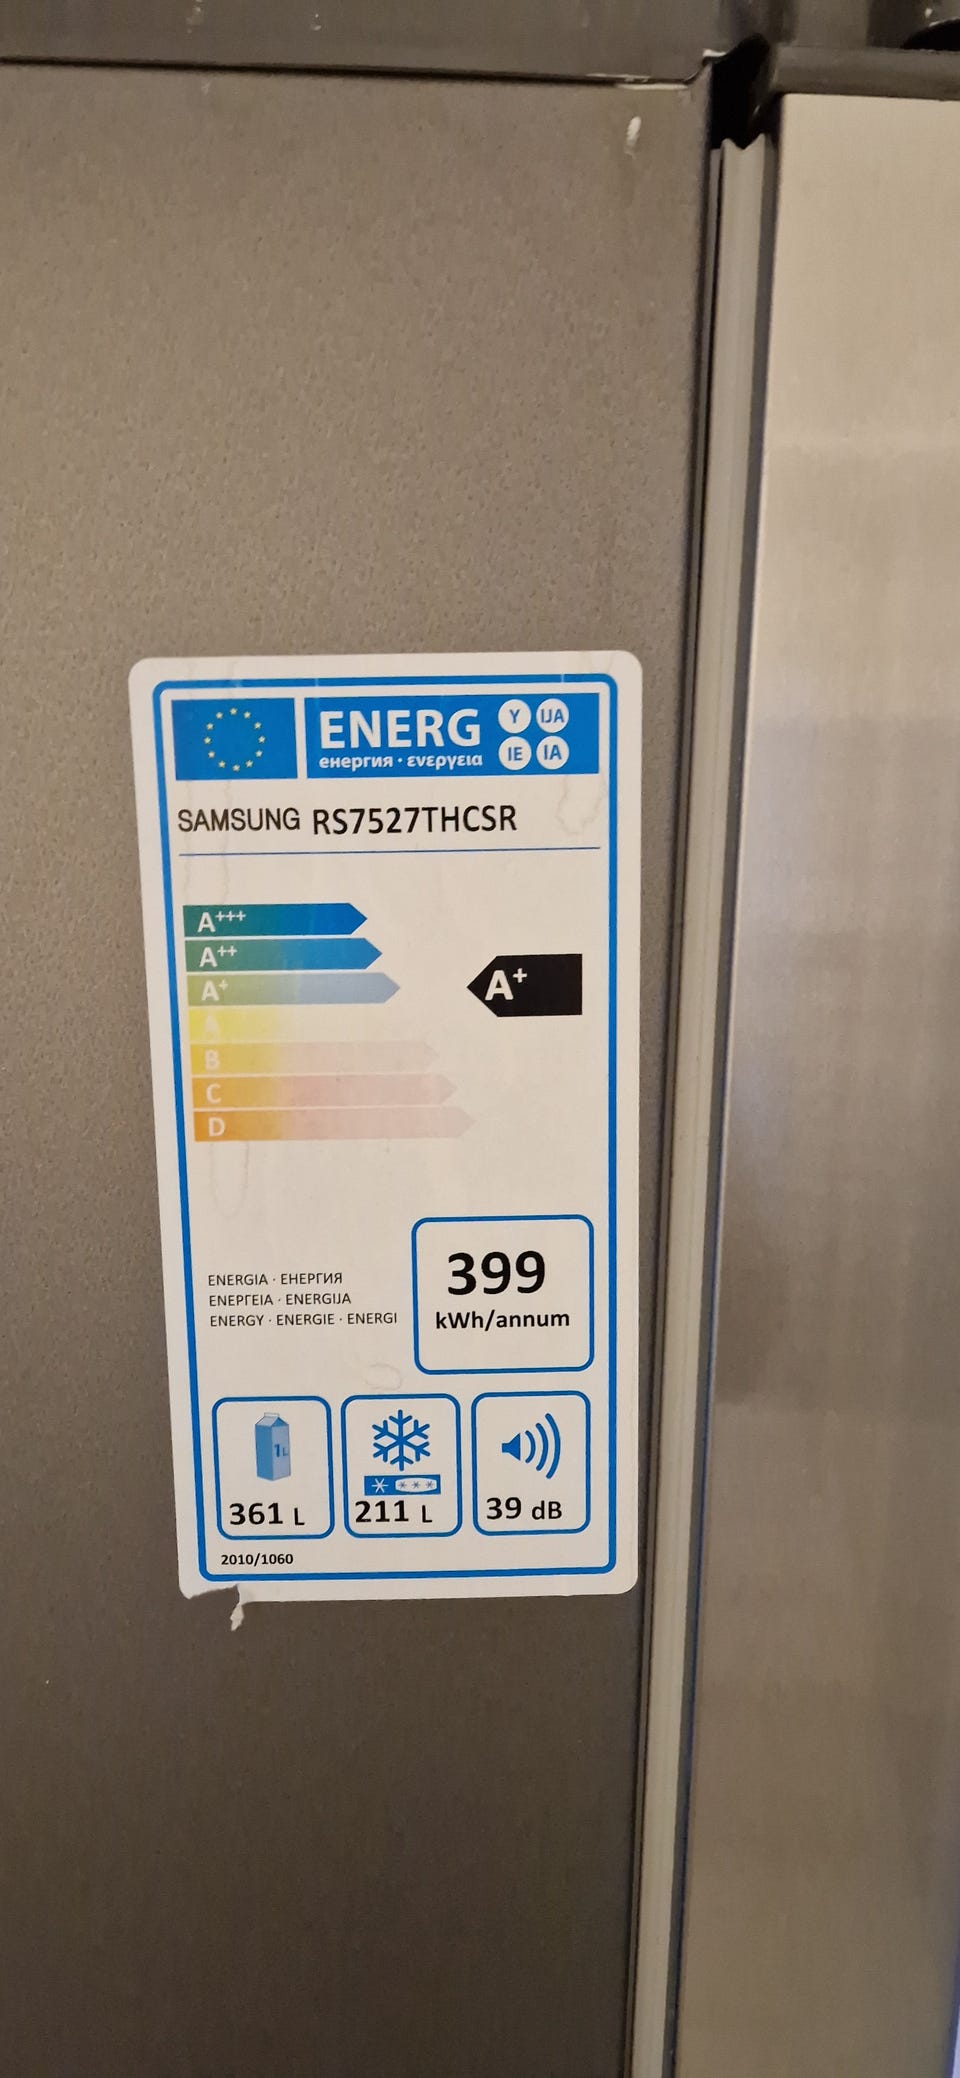 ENERG Y IJA
енергия · ενεργεια IE IA
SAMSUNG RS7527THCSR
A+++
A++
A+
A+
A
B
C
D
ENERGIA · ЕНЕРГИЯ
ΕΝΕΡΓΕΙΑ · ENERGIJA
ENERGY · ENERGIE · ENERGI
399
kWh/annum
1L
361 L
211 L
39 dB
2010/1060